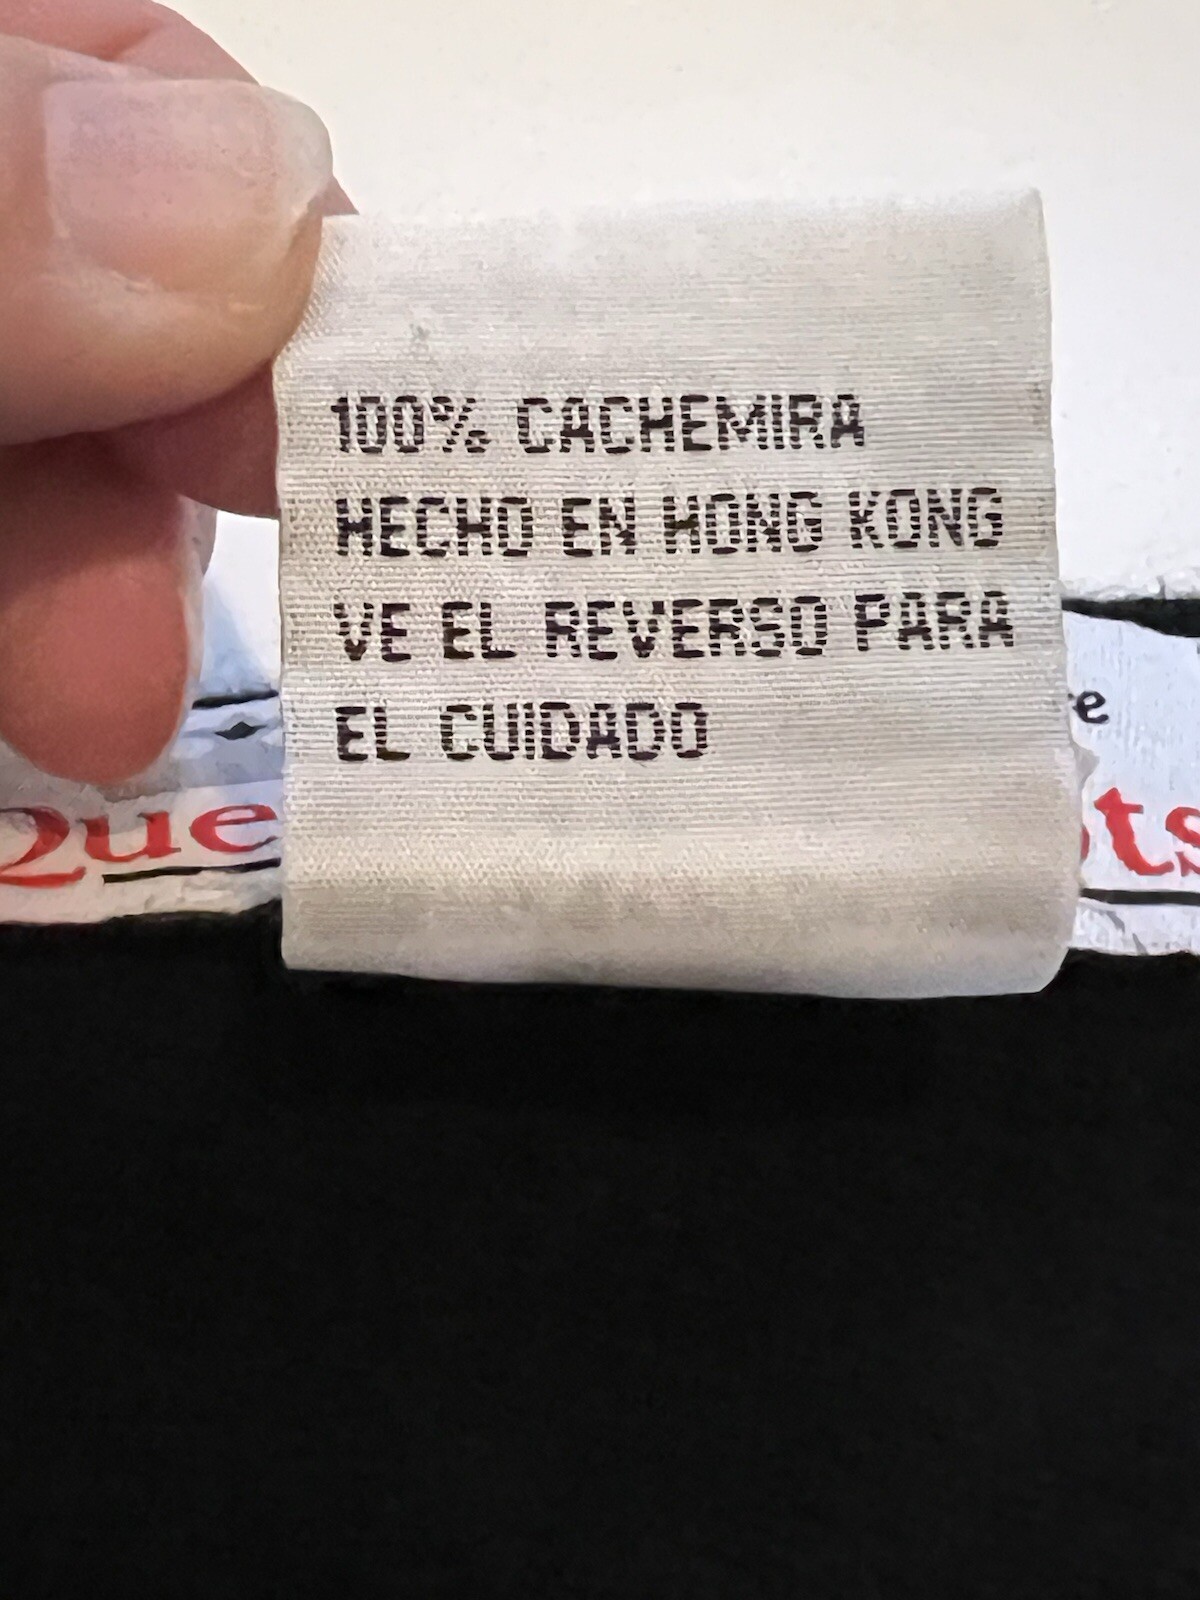 100% CACHEMIRA
HECHO EN HONG KONG
VE EL REVERSO PARA
EL CUIDADO